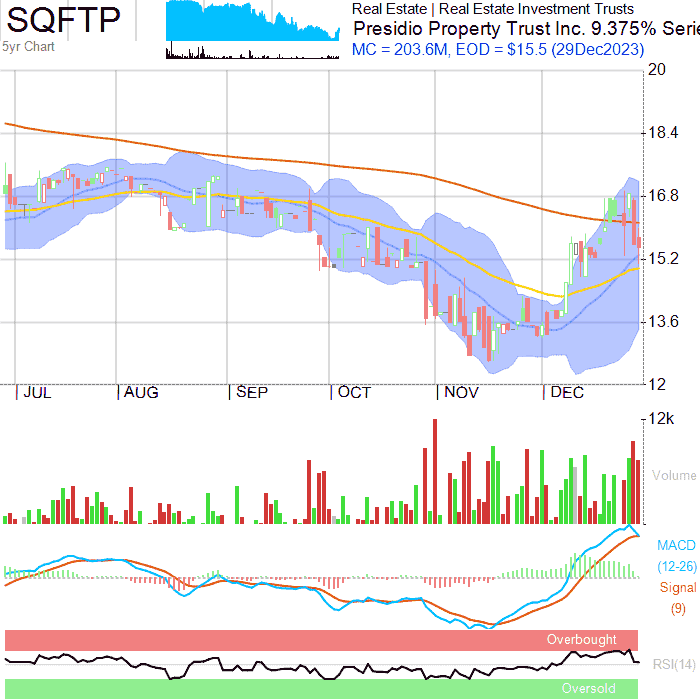 SQFTP
5yr Chart
Real Estate | Real Estate Investment Trusts
Presidio Property Trust Inc. 9.375% Serie
MC = 203.6M, EOD = $15.5 (29Dec2023)
20
18.4
16.8
15.2
13.6
12
JUL AUG SEP OCT NOV DEC
12k
Volume
MACD
(12-26)
Signal
(9)
Overbought
RSI(14)
Oversold